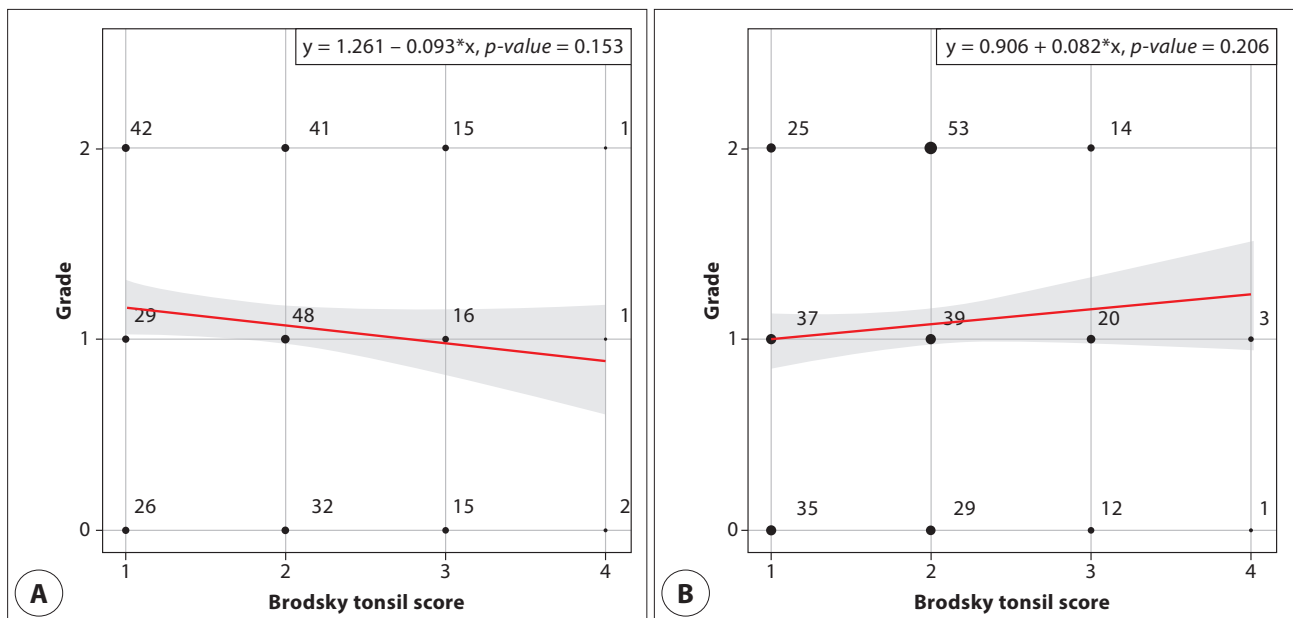 y = 1.261 – 0.093*x, p-value = 0.153
42 41 15 1
2
29 48 16 1
1
26 32 15 2
0
Grade
1 2 3 4
Brodsky tonsil score
A
y = 0.906 + 0.082*x, p-value = 0.206
25 53 14
2
37 39 20 3
1
35 29 12 1
0
Grade
1 2 3 4
Brodsky tonsil score
B